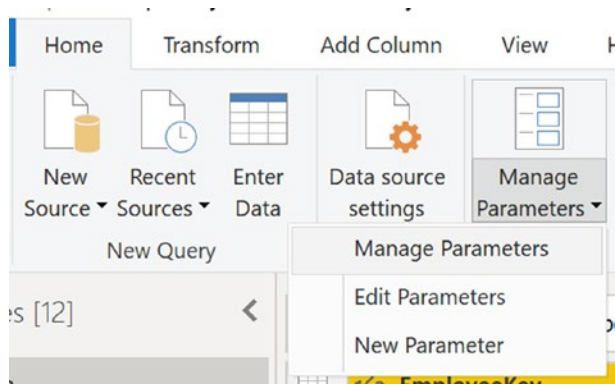 Home Transform Add Column View
New Recent Enter Data source Manage
Source Sources Data settings Parameters
New Query
Manage Parameters
[12]
Edit Parameters
New Parameter
EmployeeKey